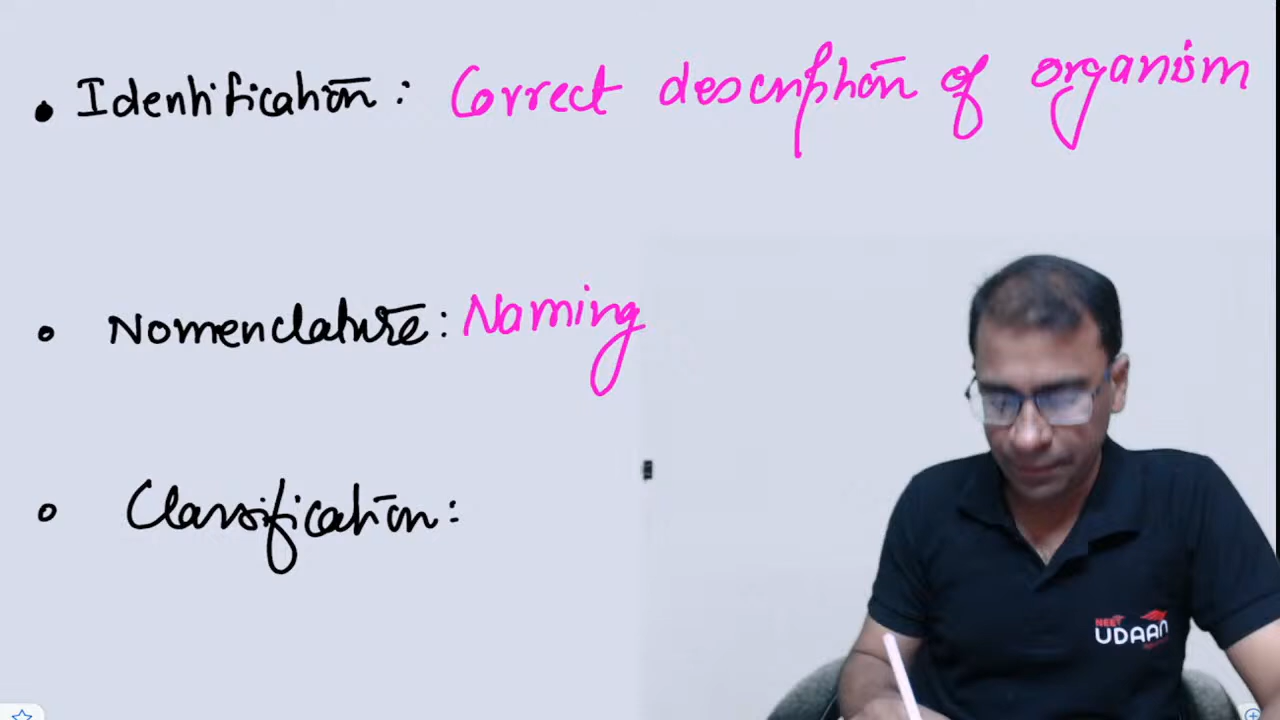 • Identification: Correct description of organism
∘ Nomenclature: Naming
∘ Classification:
NEET
UDAAN